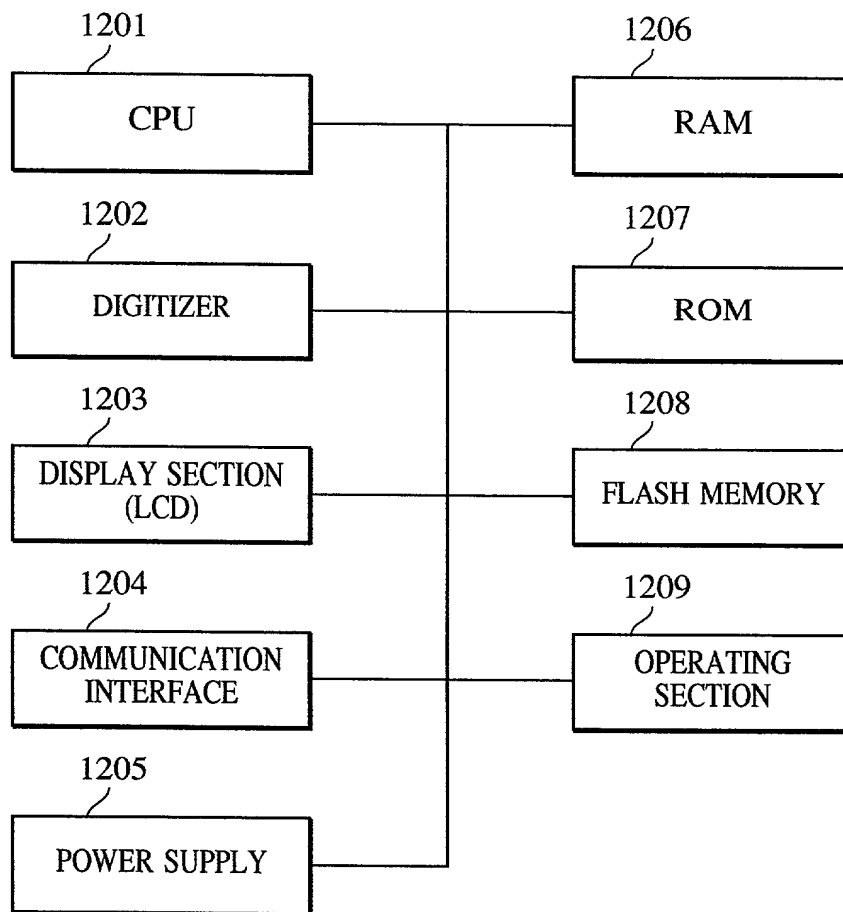 1201
CPU
1206
RAM
1202
DIGITIZER
1207
ROM
1203
DISPLAY SECTION
(LCD)
1208
FLASH MEMORY
1204
COMMUNICATION
INTERFACE
1209
OPERATING
SECTION
1205
POWER SUPPLY